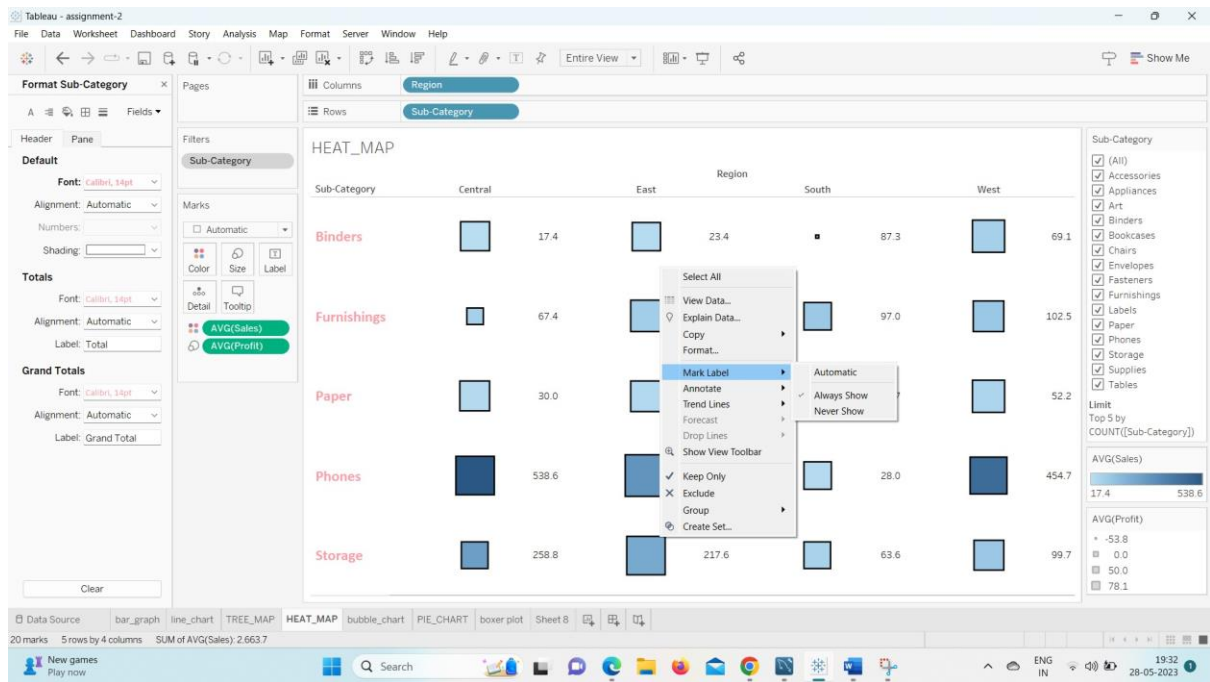 Tableau - assignment-2
File Data Worksheet Dashboard Story Analysis Map Format Server Window Help
Entire View
Show Me
Format Sub-Category
Fields
Header Pane
Default
Font: Calibri, 14pt
Alignment: Automatic
Numbers:
Shading:
Totals
Font: Calibri, 14pt
Alignment: Automatic
Label: Total
Grand Totals
Font: Calibri, 14pt
Alignment: Automatic
Label: Grand Total
Clear
Pages
Filters
Sub-Category
Marks
Automatic
Color Size Label
Detail Tooltip
AVG(Sales)
AVG(Profit)
Columns Region
Rows Sub-Category
HEAT_MAP
Region
Sub-Category Central East South West
Binders 17.4 23.4 87.3 69.1
Furnishings 67.4 97.0 102.5
Paper 30.0 52.2
Phones 538.6 28.0 454.7
Storage 258.8 217.6 63.6 99.7
Select All
View Data...
Explain Data...
Copy
Format...
Mark Label
Annotate
Trend Lines
Forecast
Drop Lines
Show View Toolbar
Keep Only
Exclude
Group
Create Set...
Automatic
Always Show
Never Show
Sub-Category
(All)
Accessories
Appliances
Art
Binders
Bookcases
Chairs
Envelopes
Fasteners
Furnishings
Labels
Paper
Phones
Storage
Supplies
Tables
Limit
Top 5 by
COUNT([Sub-Category])
AVG(Sales)
17.4 538.6
AVG(Profit)
-53.8
0.0
50.0
78.1
Data Source bar_graph line_chart TREE_MAP HEAT_MAP bubble_chart PIE_CHART boxer plot Sheet 8
20 marks 5 rows by 4 columns SUM of AVG(Sales): 2,663.7
New games
Play now
Search
ENG
IN
19:32
28-05-2023
1